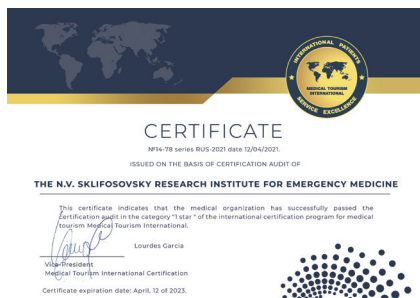 INTERNATIONAL PATIENTS
MEDICAL TOURISM
INTERNATIONAL
SERVICE EXCELLENCE
CERTIFICATE
№14-78 series RUS-2021 date 12/04/2021.
ISSUED ON THE BASIS OF CERTIFICATION AUDIT OF
THE N.V. SKLIFOSOVSKY RESEARCH INSTITUTE FOR EMERGENCY MEDICINE
This certificate indicates that the medical organization has successfully passed the
certification audit in the category "1 star" of the international certification program for medical
tourism Medical Tourism International.
Lourdes Garcia
Vice-President
Medical Tourism International Certification
Certificate expiration date: April, 12 of 2023.